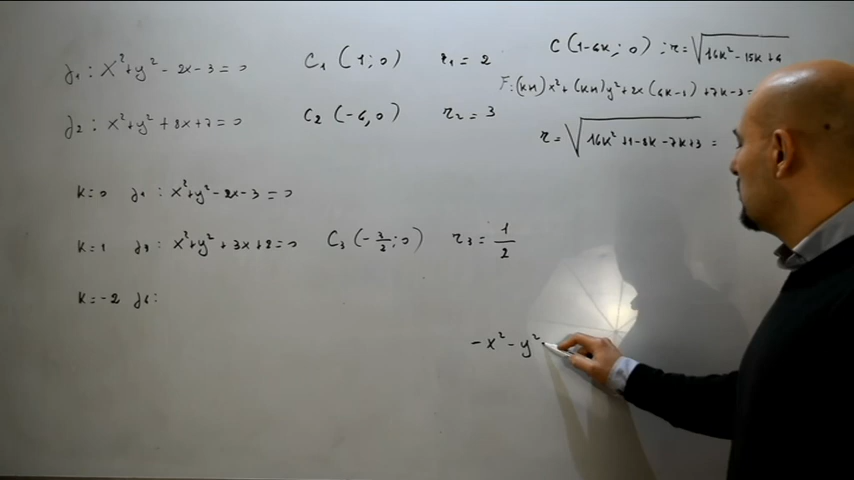 γ₁ : x²+y² - 2x - 3 = 0 C₁ (1;0) r₁ = 2
γ₂ : x²+y² + 8x + 7 = 0 C₂ (-4,0) r₂ = 3
k=0 γ₁ : x²+y² - 2x - 3 = 0
k=1 γ₃ : x²+y² + 3x + 2 = 0 C₃ (-3/2 ; 0) r₃ = 1/2
k=-2 γ₄ :
C (1-4k ; 0) ; r = √(16k² - 15k + 4)
F: (k+1) x² + (k+1) y² + 2x (4k-1) + 7k - 3 =
r = √(16k² + 1 - 8k - 7k + 3) =
- x² - y²